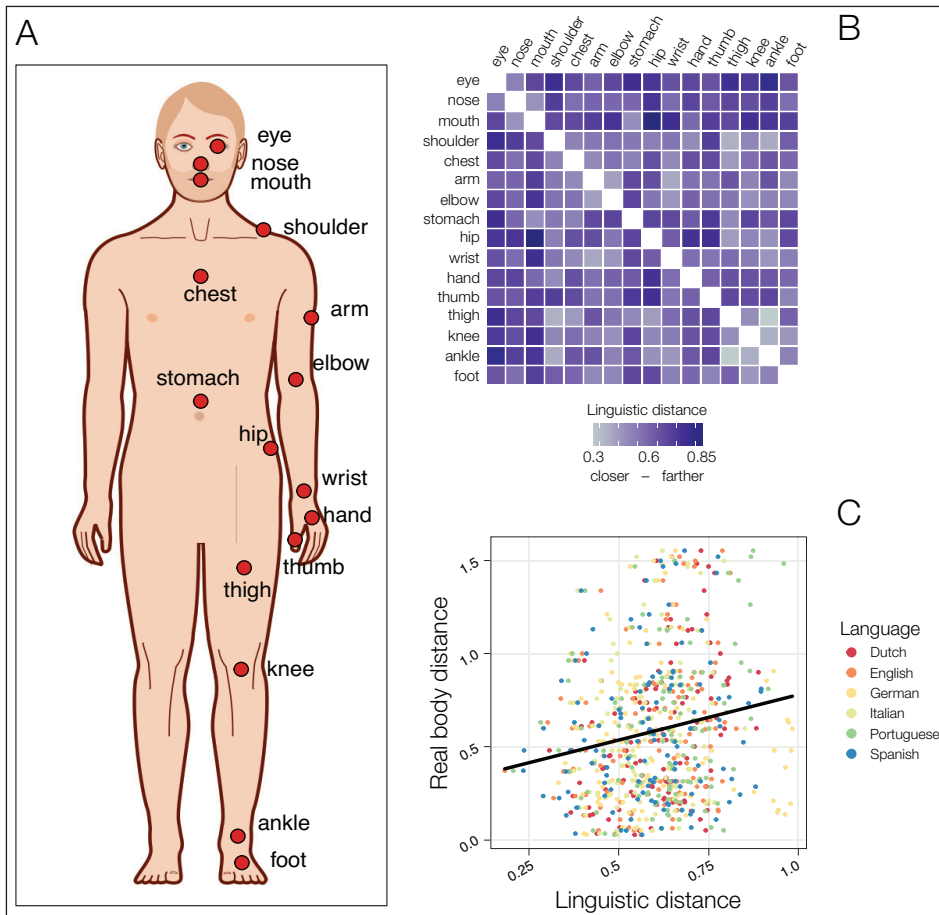 A
eye
nose
mouth
shoulder
chest
arm
elbow
stomach
hip
wrist
hand
thumb
thigh
knee
ankle
foot
B
eye
nose
mouth
shoulder
chest
arm
elbow
stomach
hip
wrist
hand
thumb
thigh
knee
ankle
foot
eye
nose
mouth
shoulder
chest
arm
elbow
stomach
hip
wrist
hand
thumb
thigh
knee
ankle
foot
Linguistic distance
0.3 0.6 0.85
closer – farther
C
Real body distance
1.5
1.0
0.5
0.0
0.25 0.5 0.75 1.0
Linguistic distance
Language
Dutch
English
German
Italian
Portuguese
Spanish